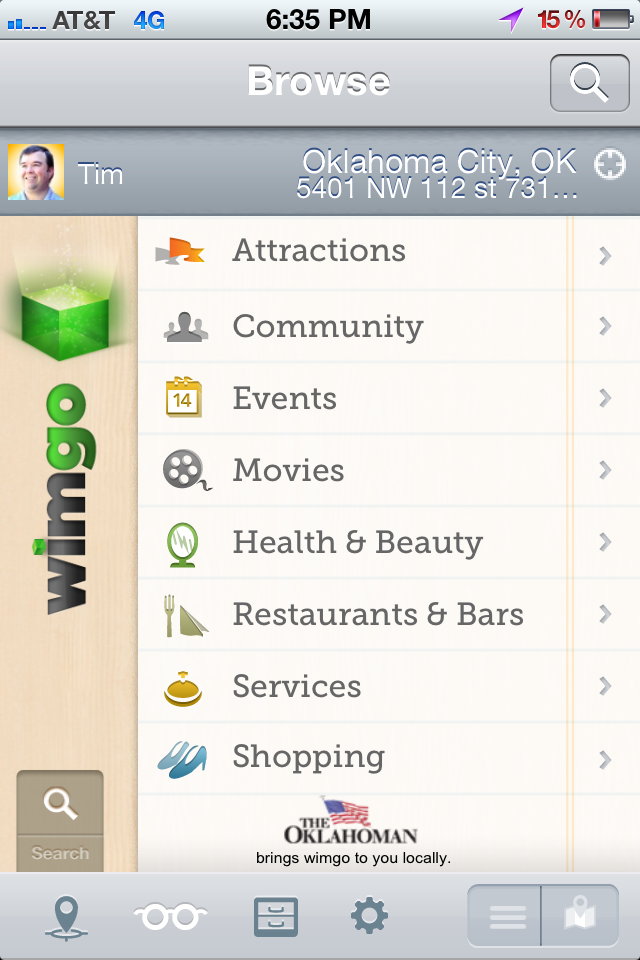 AT&T 4G 6:35 PM 15 %
Browse
Tim
Oklahoma City, OK
5401 NW 112 st 731...
wimgo
Attractions
Community
14
Events
Movies
Health & Beauty
Restaurants & Bars
Services
Shopping
Search
THE
OKLAHOMAN
brings wimgo to you locally.